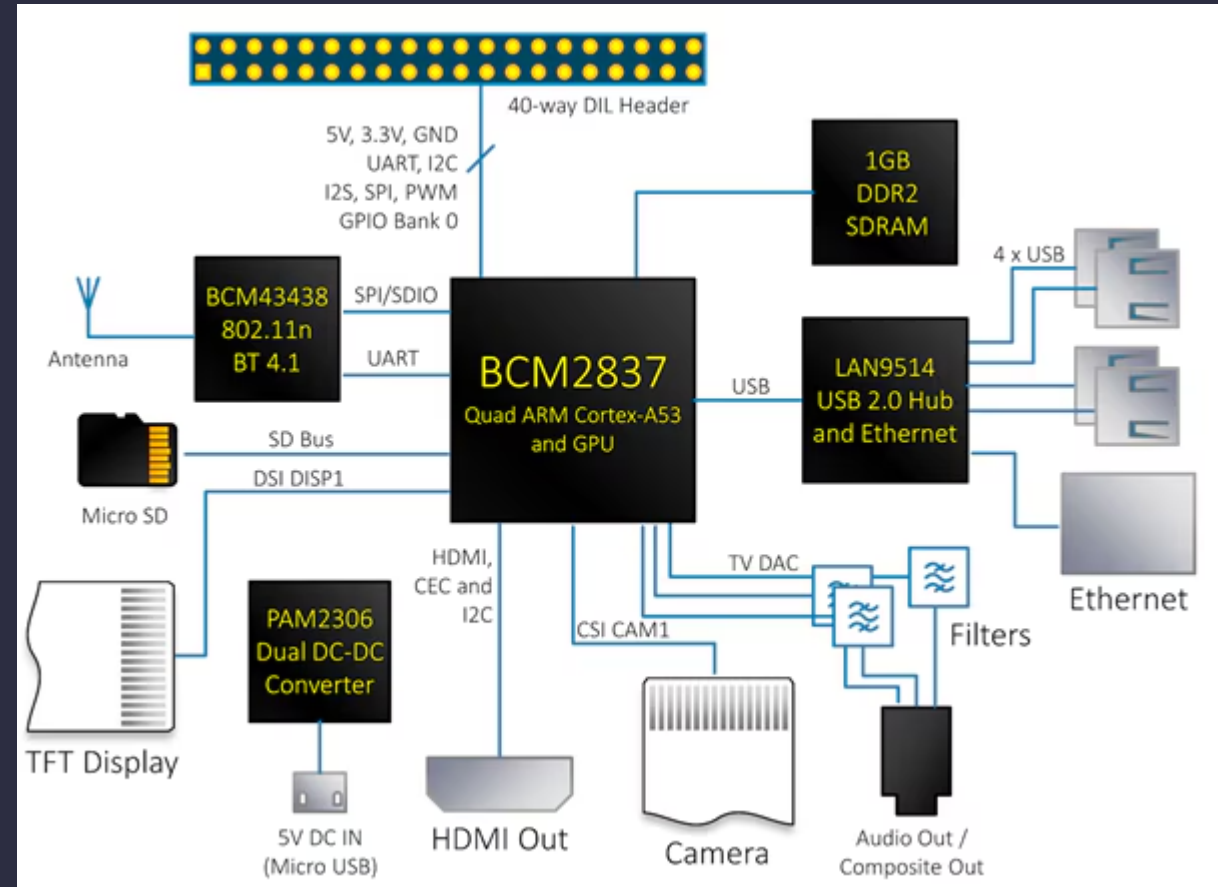 40-way DIL Header
5V, 3.3V, GND
UART, I2C
I2S, SPI, PWM
GPIO Bank 0
1GB
DDR2
SDRAM
4 x USB
BCM43438
802.11n
BT 4.1
SPI/SDIO
UART
Antenna
BCM2837
Quad ARM Cortex-A53
and GPU
USB
LAN9514
USB 2.0 Hub
and Ethernet
SD Bus
DSI DISP1
Micro SD
HDMI,
CEC and
I2C
TV DAC
CSI CAM1
Filters
Ethernet
PAM2306
Dual DC-DC
Converter
TFT Display
5V DC IN
(Micro USB)
HDMI Out
Camera
Audio Out /
Composite Out